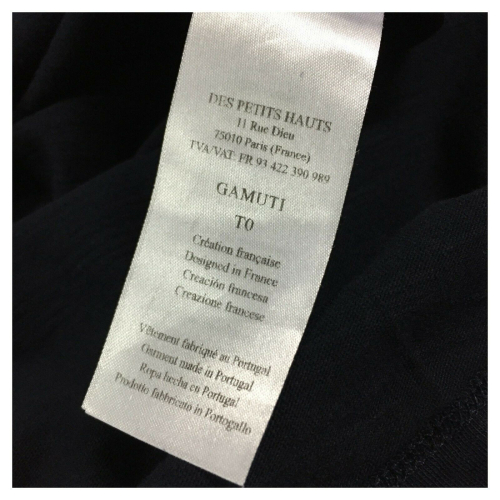 DES PETITS HAUTS
11 Rue Dieu
75010 Paris (France)
TVA/VAT: FR 93 422 390 989
GAMUTI
T0
Création française
Designed in France
Creación francesa
Creazione francese
Vêtement fabriqué au Portugal
Garment made in Portugal
Ropa hecha en Portugal
Prodotto fabbricato in Portogallo